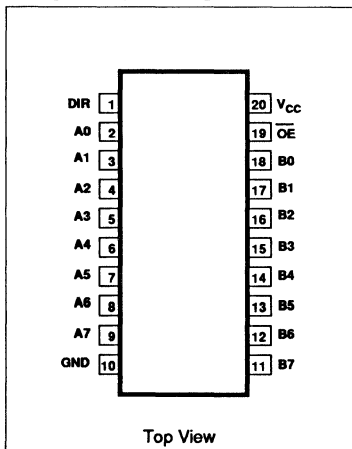 DIR 1 20 V_CC
A0 2 19 O̅E̅
A1 3 18 B0
A2 4 17 B1
A3 5 16 B2
A4 6 15 B3
A5 7 14 B4
A6 8 13 B5
A7 9 12 B6
GND 10 11 B7
Top View